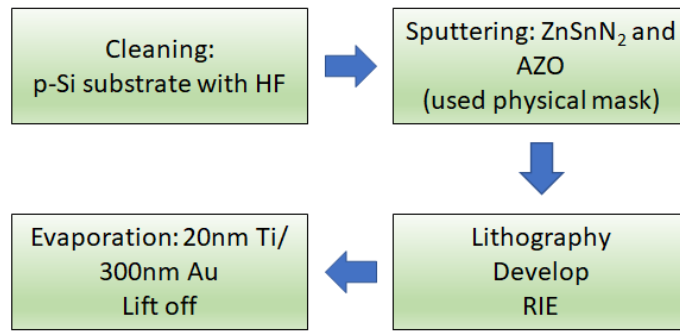 Cleaning:
p-Si substrate with HF
Sputtering: ZnSnN₂ and
AZO
(used physical mask)
Lithography
Develop
RIE
Evaporation: 20nm Ti/
300nm Au
Lift off